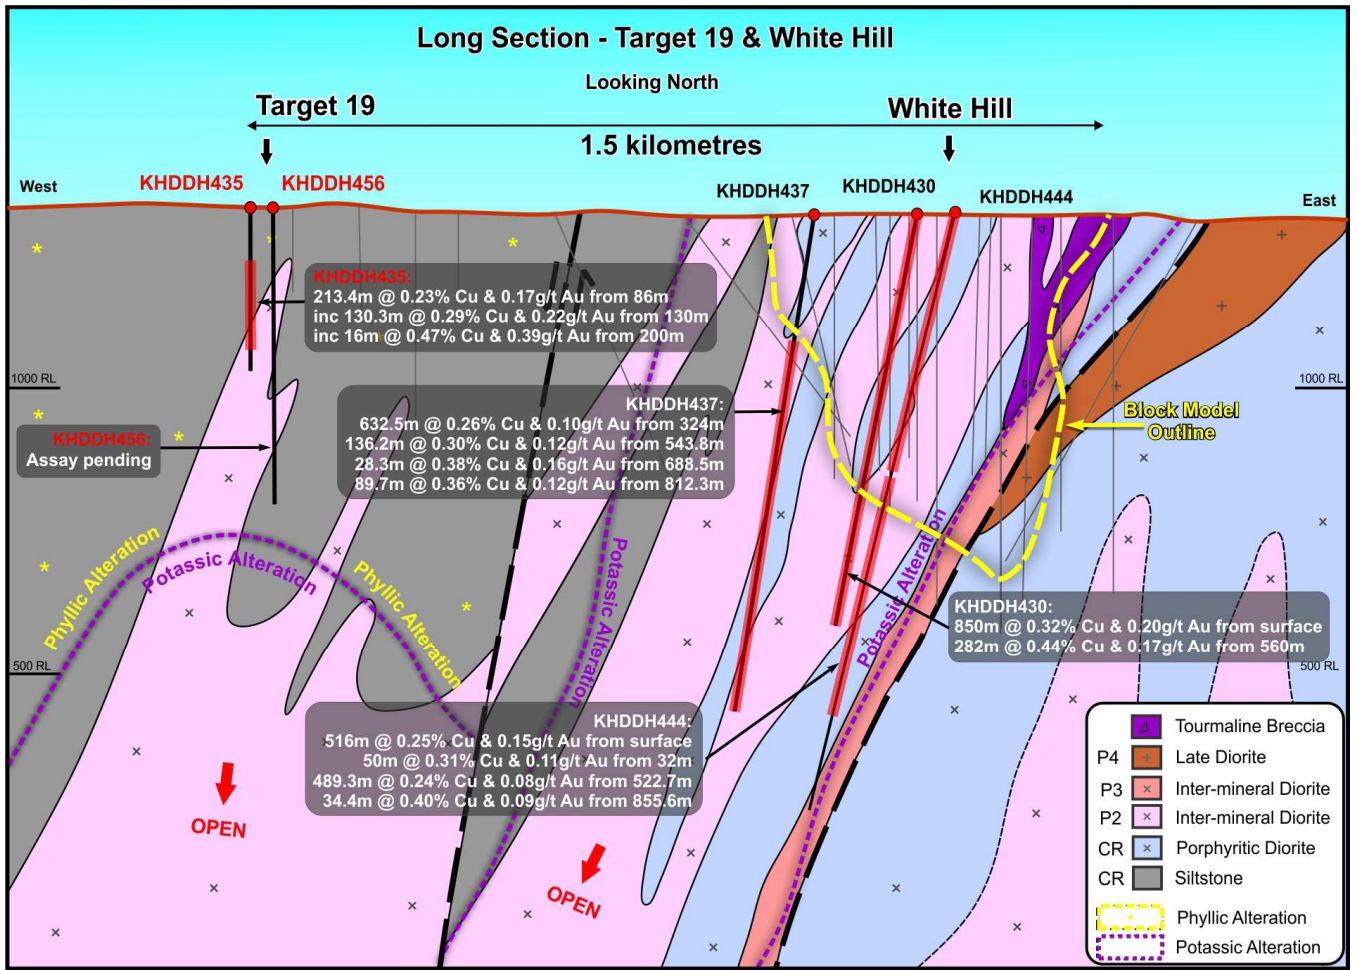 Long Section - Target 19 & White Hill
Looking North
Target 19
White Hill
1.5 kilometres
West
KHDDH435
KHDDH456
KHDDH437
KHDDH430
KHDDH444
East
KHDDH435:
213.4m @ 0.23% Cu & 0.17g/t Au from 86m
inc 130.3m @ 0.29% Cu & 0.22g/t Au from 130m
inc 16m @ 0.47% Cu & 0.39g/t Au from 200m
1000 RL
1000 RL
KHDDH437:
632.5m @ 0.26% Cu & 0.10g/t Au from 324m
136.2m @ 0.30% Cu & 0.12g/t Au from 543.8m
28.3m @ 0.38% Cu & 0.16g/t Au from 688.5m
89.7m @ 0.36% Cu & 0.12g/t Au from 812.3m
Block Model
Outline
KHDDH456:
Assay pending
Phyllic Alteration
Potassic Alteration
Phyllic Alteration
Potassic Alteration
Potassic Alteration
KHDDH430:
850m @ 0.32% Cu & 0.20g/t Au from surface
282m @ 0.44% Cu & 0.17g/t Au from 560m
500 RL
500 RL
KHDDH444:
516m @ 0.25% Cu & 0.15g/t Au from surface
50m @ 0.31% Cu & 0.11g/t Au from 32m
489.3m @ 0.24% Cu & 0.08g/t Au from 522.7m
34.4m @ 0.40% Cu & 0.09g/t Au from 855.6m
OPEN
OPEN
Tourmaline Breccia
P4 Late Diorite
P3 Inter-mineral Diorite
P2 Inter-mineral Diorite
CR Porphyritic Diorite
CR Siltstone
Phyllic Alteration
Potassic Alteration